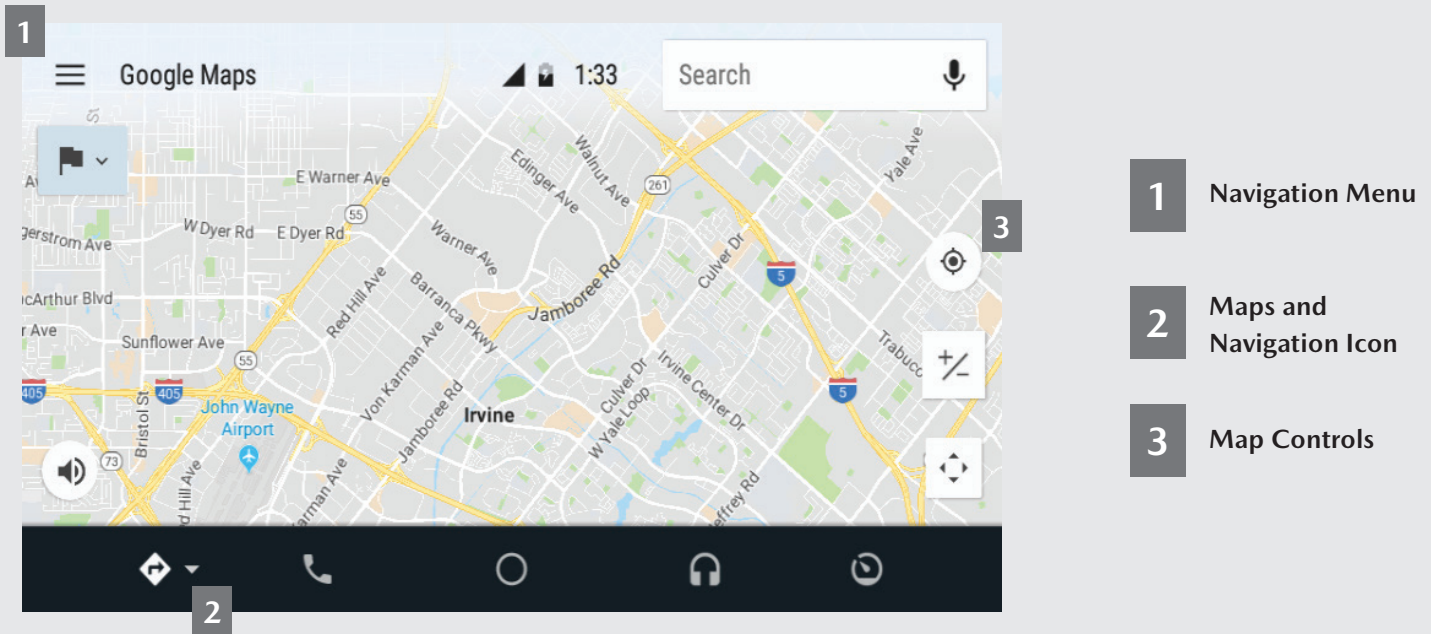 1
Google Maps
1:33
Search
St
Yale Ave
Walnut Ave
Edinger Ave
E Warner Ave
261
55
W Dyer Rd
E Dyer Rd
gerstrom Ave
Warner Ave
3
Culver Dr
5
Jamboree Rd
Barranca Pkwy
Red Hill Ave
cArthur Blvd
r Ave
Sunflower Ave
55
Von Karman Ave
Trabuco
Irvine Center Dr
Culver Dr
5
405
405
Bristol St
John Wayne
Airport
Jamboree Rd
Irvine
W Yale Loop
73
d Hill Ave
arman Ave
effrey Rd
2
1
Navigation Menu
2
Maps and
Navigation Icon
3
Map Controls